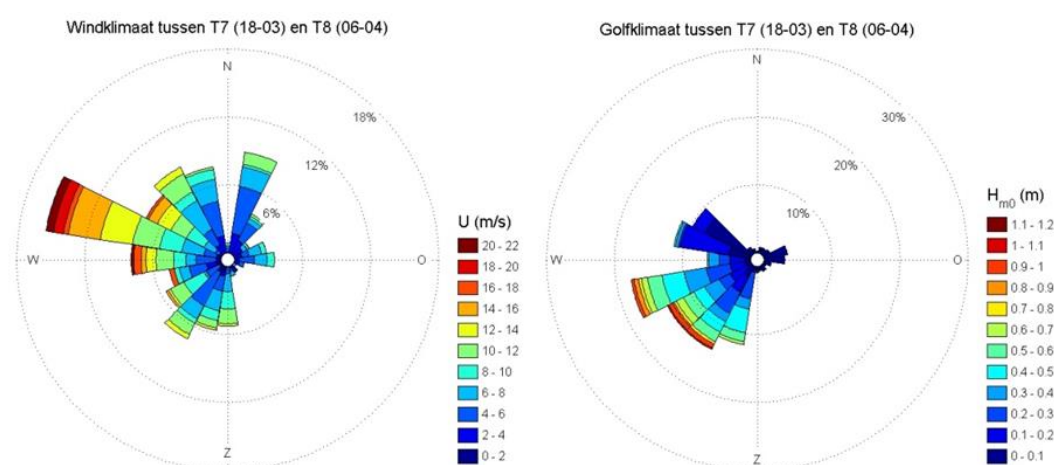 Windklimaat tussen T7 (18-03) en T8 (06-04)
N
18%
12%
6%
W
O
Z
U (m/s)
20 - 22
18 - 20
16 - 18
14 - 16
12 - 14
10 - 12
8 - 10
6 - 8
4 - 6
2 - 4
0 - 2
Golfklimaat tussen T7 (18-03) en T8 (06-04)
N
30%
20%
10%
W
O
Z
H_m0 (m)
1.1 - 1.2
1 - 1.1
0.9 - 1
0.8 - 0.9
0.7 - 0.8
0.6 - 0.7
0.5 - 0.6
0.4 - 0.5
0.3 - 0.4
0.2 - 0.3
0.1 - 0.2
0 - 0.1